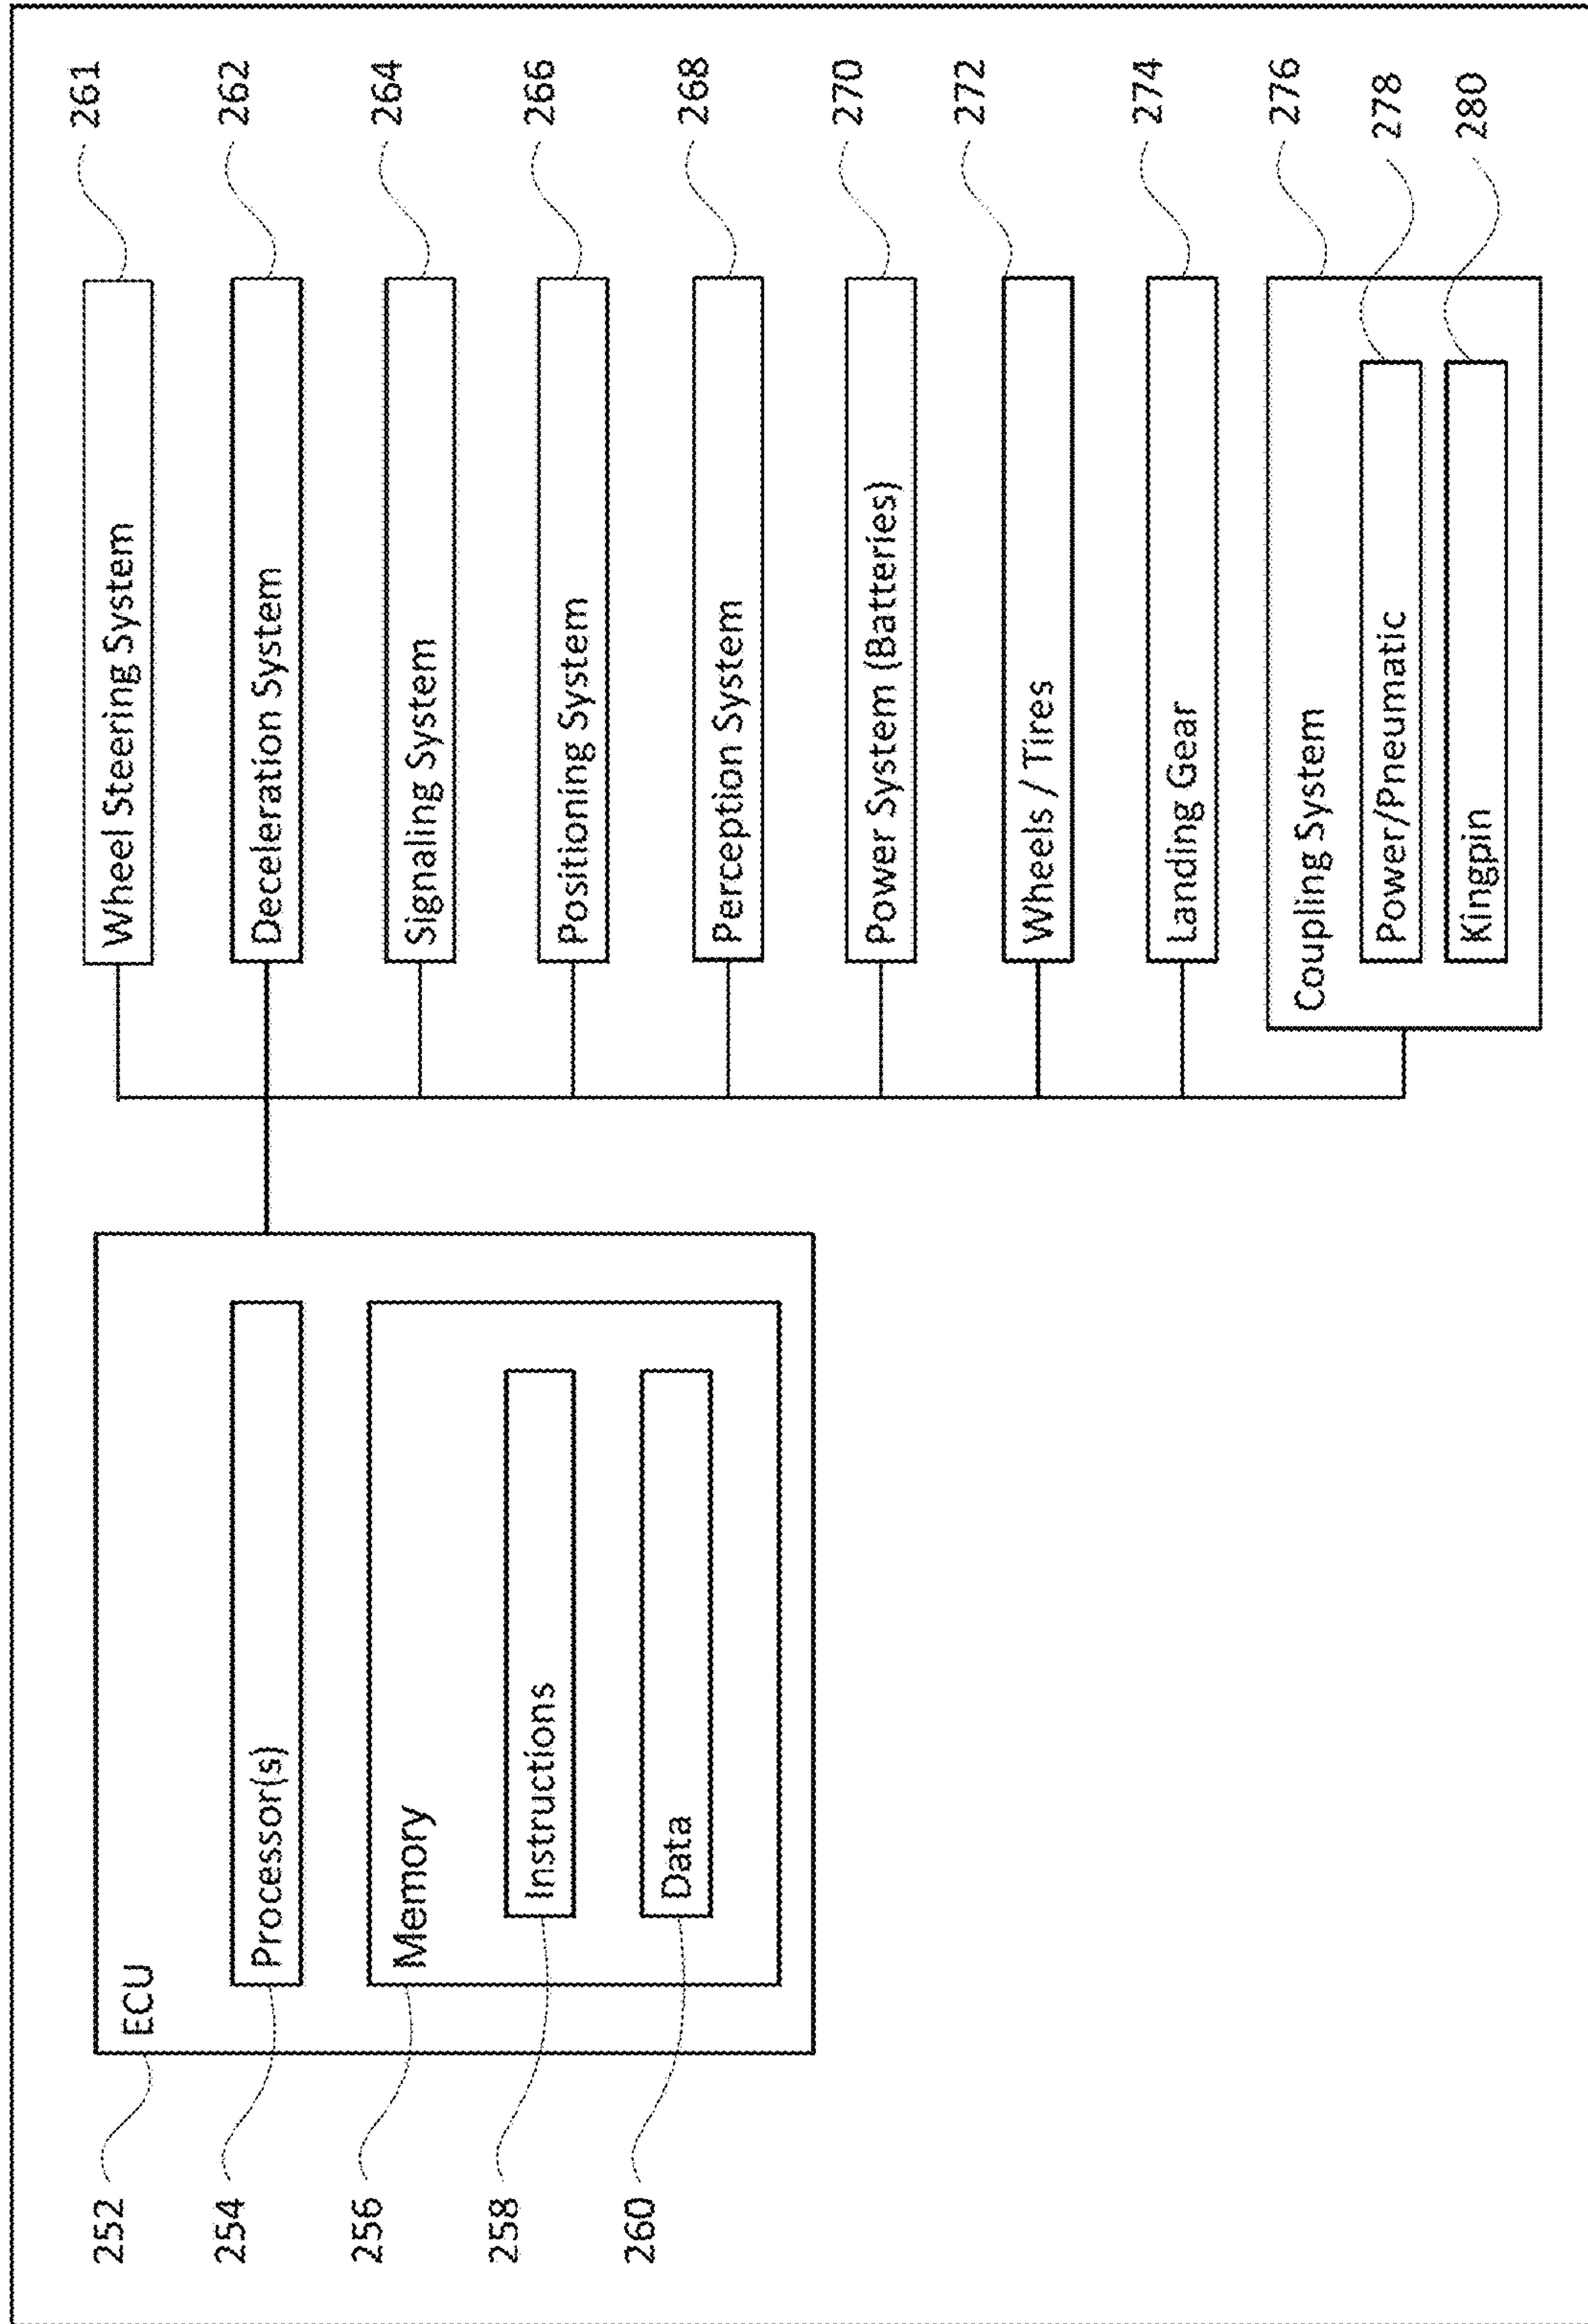 252
ECU
254
Processor(s)
256
Memory
258
Instructions
260
Data
Wheel Steering System
261
Deceleration System
262
Signaling System
264
Positioning System
266
Perception System
268
Power System (Batteries)
270
Wheels / Tires
272
Landing Gear
274
Coupling System
276
Power/Pneumatic
278
Kingpin
280